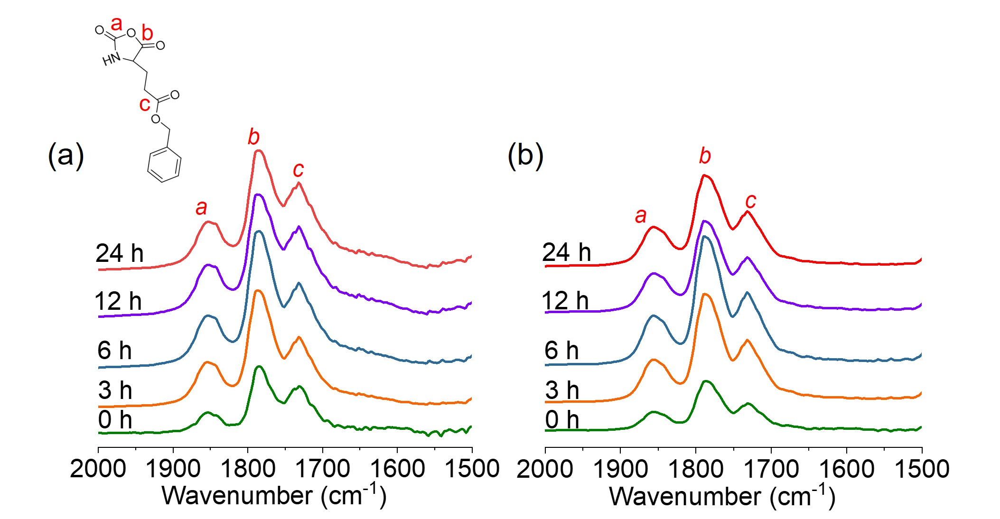 a
O
O
b
O
HN
c
O
O
(a)
a
b
c
24 h
12 h
6 h
3 h
0 h
2000 1900 1800 1700 1600 1500
Wavenumber (cm⁻¹)
(b)
a
b
c
24 h
12 h
6 h
3 h
0 h
2000 1900 1800 1700 1600 1500
Wavenumber (cm⁻¹)